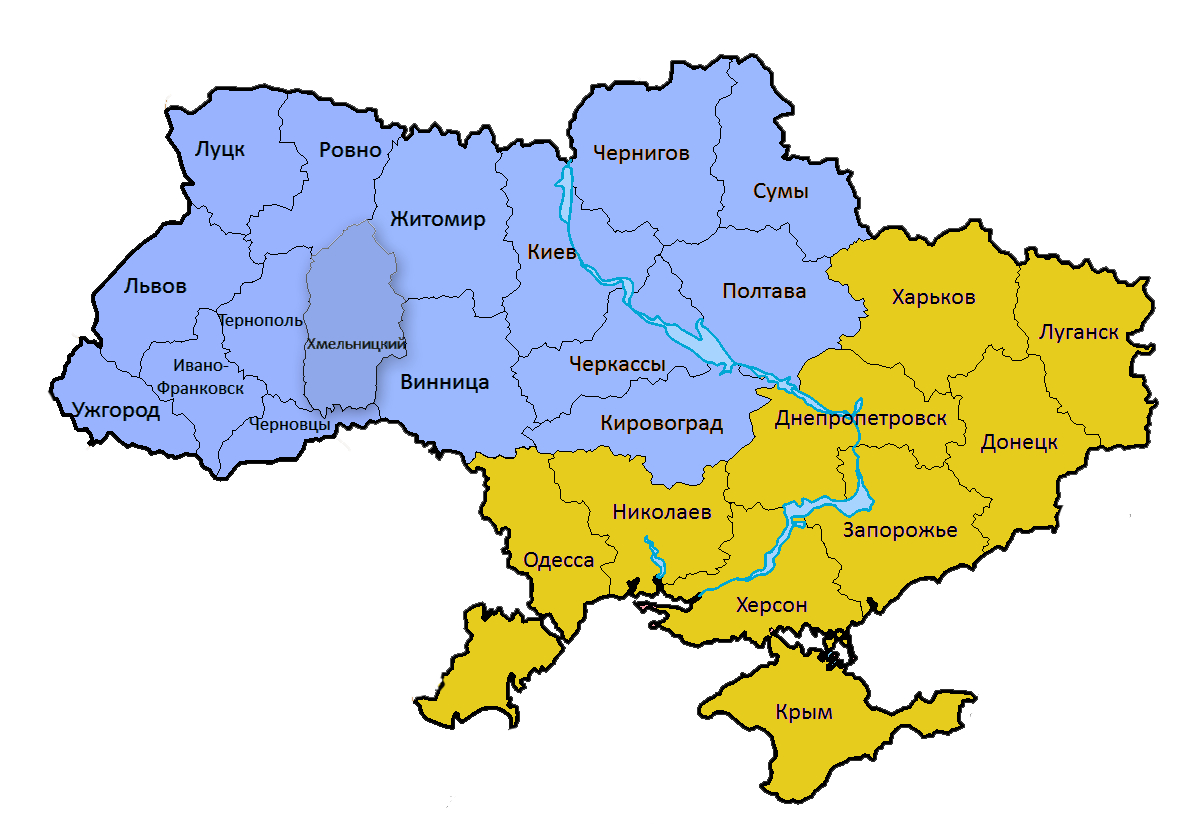 Луцк
Ровно
Чернигов
Сумы
Житомир
Киев
Львов
Полтава
Харьков
Тернополь
Хмельницкий
Луганск
Ивано-
Франковск
Черкассы
Винница
Ужгород
Черновцы
Кировоград
Днепропетровск
Донецк
Николаев
Запорожье
Одесса
Херсон
Крым